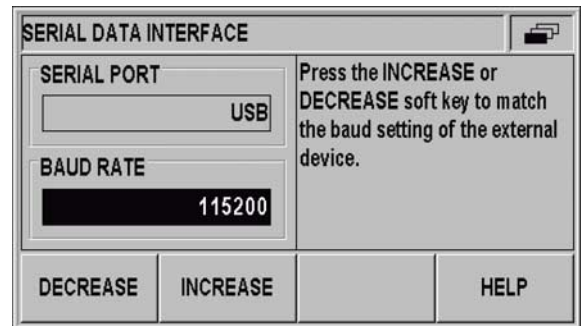 SERIAL DATA INTERFACE
SERIAL PORT
USB
BAUD RATE
115200
Press the INCREASE or
DECREASE soft key to match
the baud setting of the external
device.
DECREASE
INCREASE
HELP